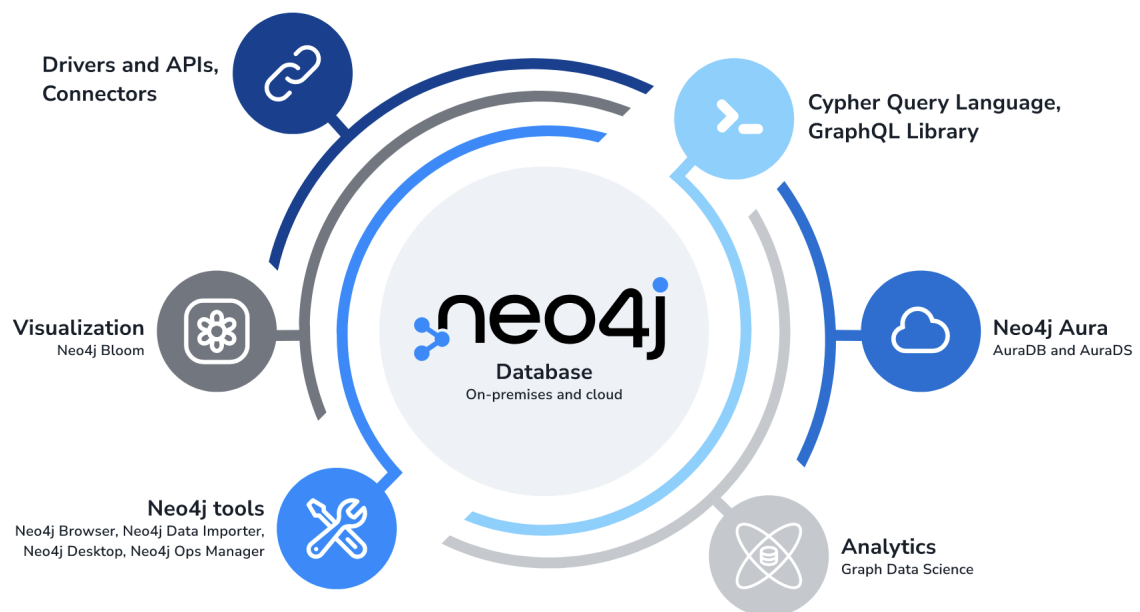 Drivers and APIs,
Connectors
Cypher Query Language,
GraphQL Library
neo4j
Database
On-premises and cloud
Visualization
Neo4j Bloom
Neo4j Aura
AuraDB and AuraDS
Neo4j tools
Neo4j Browser, Neo4j Data Importer,
Neo4j Desktop, Neo4j Ops Manager
Analytics
Graph Data Science